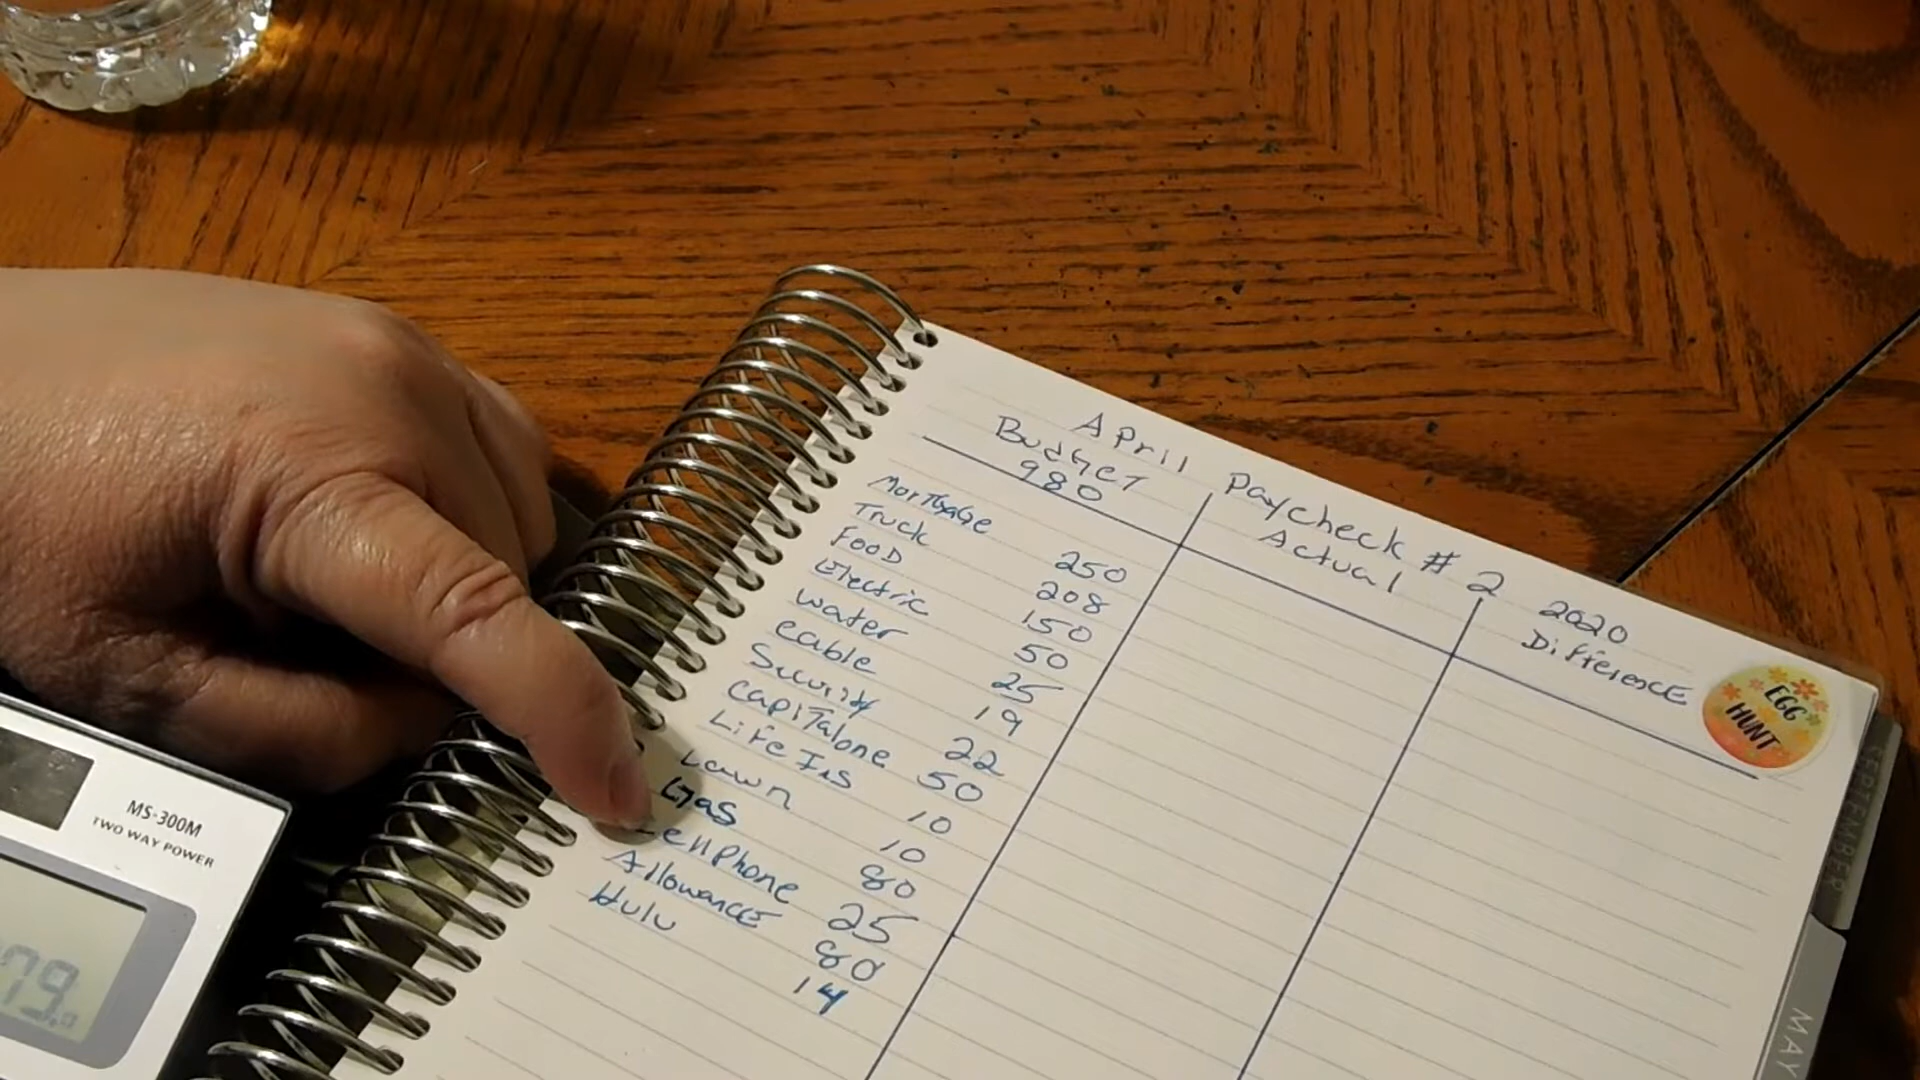 April Paycheck # 2 2020
Budget Actual Difference
980
Mortgage 250
Truck 208
Food 150
Electric 50
water 25
cable 19
Security 22
capiTalone 50
Life Ins 10
Lawn 10
Gas 80
cellphone 25
Allowance 80
Hulu 14
EGG
HUNT
SEPTEMBER
MAY
MS-300M
TWO WAY POWER
79.